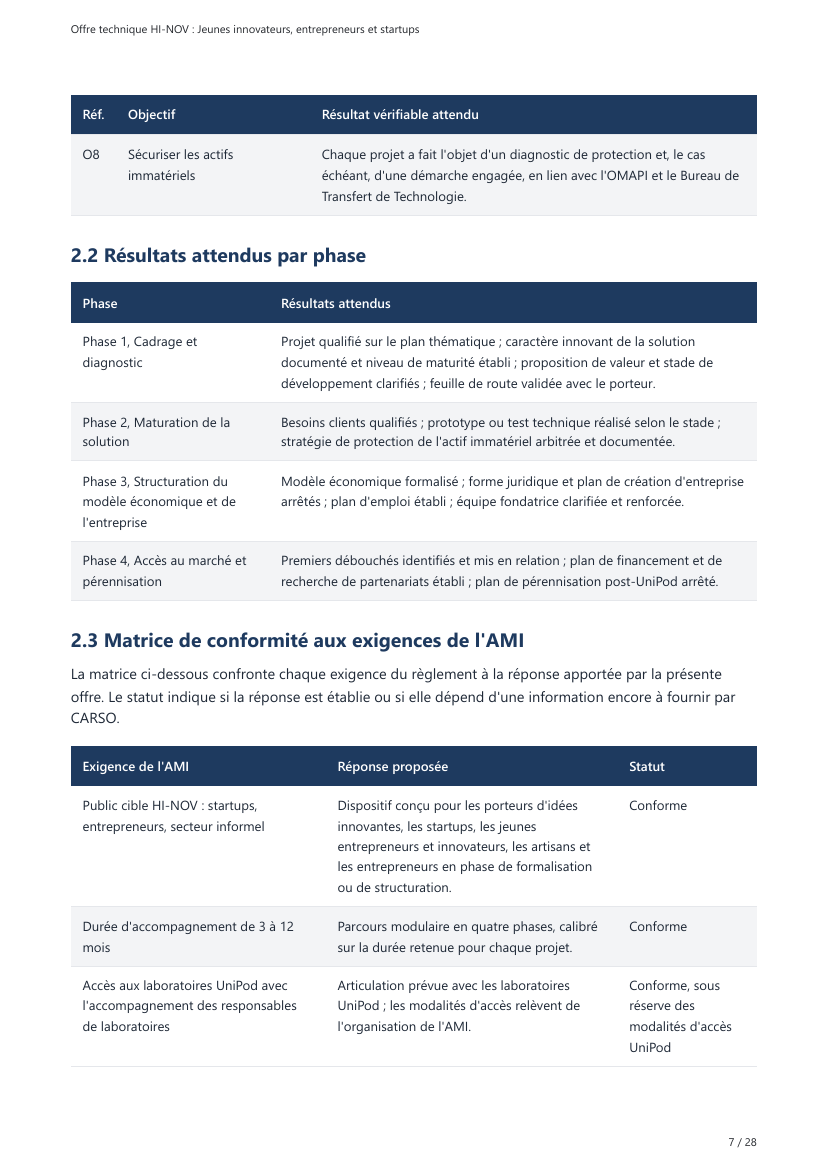 Offre technique HI-NOV : Jeunes innovateurs, entrepreneurs et startups
Réf. Objectif Résultat vérifiable attendu
O8 Sécuriser les actifs Chaque projet a fait l'objet d'un diagnostic de protection et, le cas
immatériels échéant, d'une démarche engagée, en lien avec l'OMAPI et le Bureau de
Transfert de Technologie.
2.2 Résultats attendus par phase
Phase Résultats attendus
Phase 1, Cadrage et Projet qualifié sur le plan thématique ; caractère innovant de la solution
diagnostic documenté et niveau de maturité établi ; proposition de valeur et stade de
développement clarifiés ; feuille de route validée avec le porteur.
Phase 2, Maturation de la Besoins clients qualifiés ; prototype ou test technique réalisé selon le stade ;
solution stratégie de protection de l'actif immatériel arbitrée et documentée.
Phase 3, Structuration du Modèle économique formalisé ; forme juridique et plan de création d'entreprise
modèle économique et de arrêtés ; plan d'emploi établi ; équipe fondatrice clarifiée et renforcée.
l'entreprise
Phase 4, Accès au marché et Premiers débouchés identifiés et mis en relation ; plan de financement et de
pérennisation recherche de partenariats établi ; plan de pérennisation post-UniPod arrêté.
2.3 Matrice de conformité aux exigences de l'AMI
La matrice ci-dessous confronte chaque exigence du règlement à la réponse apportée par la présente
offre. Le statut indique si la réponse est établie ou si elle dépend d'une information encore à fournir par
CARSO.
Exigence de l'AMI Réponse proposée Statut
Public cible HI-NOV : startups, Dispositif conçu pour les porteurs d'idées Conforme
entrepreneurs, secteur informel innovantes, les startups, les jeunes
entrepreneurs et innovateurs, les artisans et
les entrepreneurs en phase de formalisation
ou de structuration.
Durée d'accompagnement de 3 à 12 Parcours modulaire en quatre phases, calibré Conforme
mois sur la durée retenue pour chaque projet.
Accès aux laboratoires UniPod avec Articulation prévue avec les laboratoires Conforme, sous
l'accompagnement des responsables UniPod ; les modalités d'accès relèvent de réserve des
de laboratoires l'organisation de l'AMI. modalités d'accès
UniPod
7 / 28